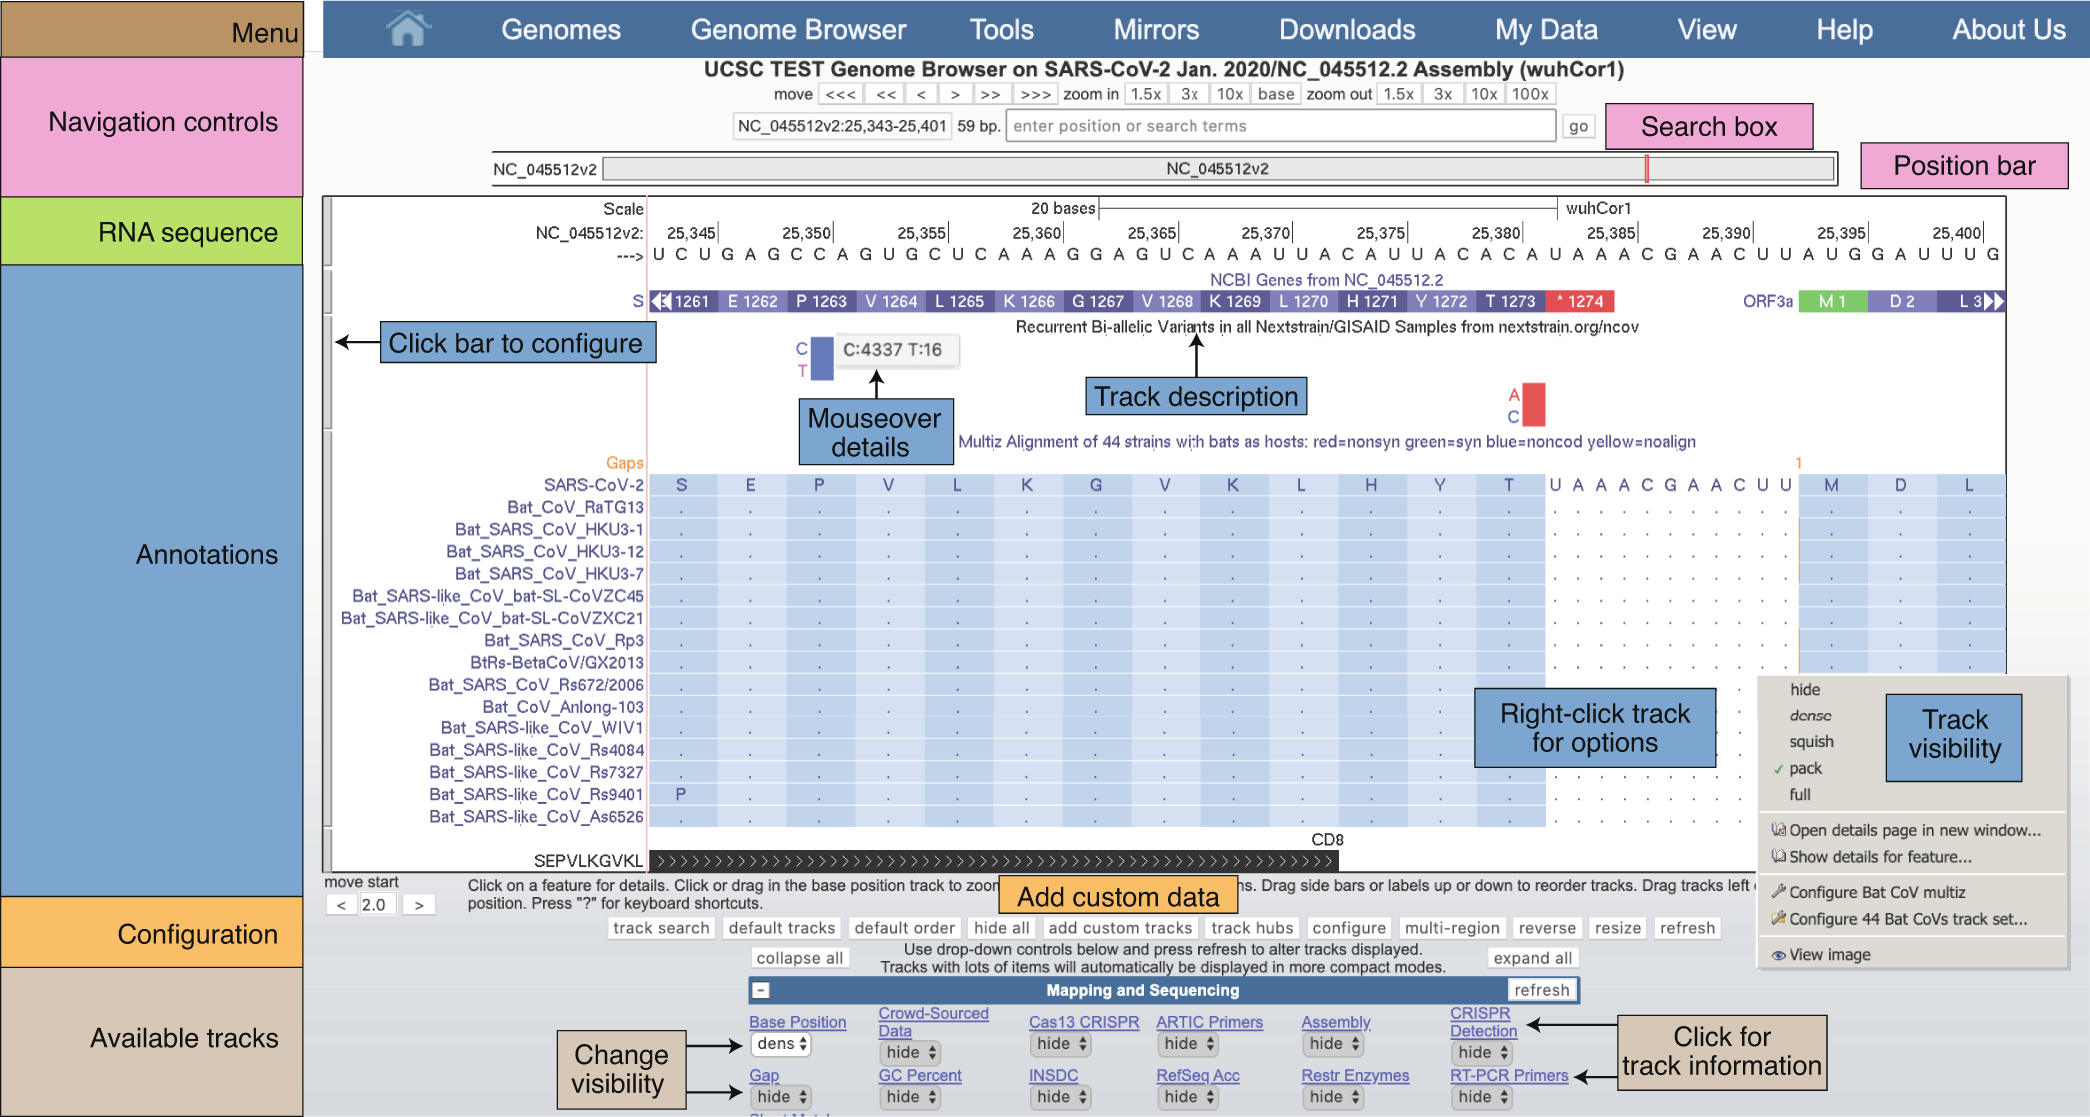 Menu
Genomes Genome Browser Tools Mirrors Downloads My Data View Help About Us
UCSC TEST Genome Browser on SARS-CoV-2 Jan. 2020/NC_045512.2 Assembly (wuhCor1)
Navigation controls
move <<< << < > >> >>> zoom in 1.5x 3x 10x base zoom out 1.5x 3x 10x 100x
NC_045512v2:25,343-25,401 59 bp. enter position or search terms go
Search box
NC_045512v2 NC_045512v2
Position bar
RNA sequence
Scale 20 bases wuhCor1
NC_045512v2: 25,345 25,350 25,355 25,360 25,365 25,370 25,375 25,380 25,385 25,390 25,395 25,400
---> U C U G A G C C A G U G C U C A A A G G A G U C A A A U U A C A U U A C A C A U A A A C G A A C U U A U G G A U U U G
Annotations
NCBI Genes from NC_045512.2
S 1261 E 1262 P 1263 V 1264 L 1265 K 1266 G 1267 V 1268 K 1269 L 1270 H 1271 Y 1272 T 1273 * 1274 ORF3a M 1 D 2 L 3
Recurrent Bi-allelic Variants in all Nextstrain/GISAID Samples from nextstrain.org/ncov
Click bar to configure
C
T
C:4337 T:16
Mouseover
details
Track description
A
C
Multiz Alignment of 44 strains with bats as hosts: red=nonsyn green=syn blue=noncod yellow=noalign
Gaps 1
SARS-CoV-2 S E P V L K G V K L H Y T U A A A C G A A C U U M D L
Bat_CoV_RaTG13
Bat_SARS_CoV_HKU3-1
Bat_SARS_CoV_HKU3-12
Bat_SARS_CoV_HKU3-7
Bat_SARS-like_CoV_bat-SL-CoVZC45
Bat_SARS-like_CoV_bat-SL-CoVZXC21
Bat_SARS_CoV_Rp3
BtRs-BetaCoV/GX2013
Bat_SARS_CoV_Rs672/2006
Bat_CoV_Anlong-103
Bat_SARS-like_CoV_WIV1
Bat_SARS-like_CoV_Rs4084
Bat_SARS-like_CoV_Rs7327
Bat_SARS-like_CoV_Rs9401 P
Bat_SARS-like_CoV_As6526
Right-click track
for options
hide
dense
squish
✓ pack
full
Track
visibility
Open details page in new window...
Show details for feature...
Configure Bat CoV multiz
Configure 44 Bat CoVs track set...
View image
CD8
SEPVLKGVKL
move start
< 2.0 >
Click on a feature for details. Click or drag in the base position track to zoom
ns. Drag side bars or labels up or down to reorder tracks. Drag tracks left
position. Press "?" for keyboard shortcuts.
Add custom data
Configuration
track search default tracks default order hide all add custom tracks track hubs configure multi-region reverse resize refresh
collapse all
Use drop-down controls below and press refresh to alter tracks displayed.
Tracks with lots of items will automatically be displayed in more compact modes.
expand all
- Mapping and Sequencing refresh
Available tracks
Base Position
dens
Crowd-Sourced
Data
hide
Cas13 CRISPR
hide
ARTIC Primers
hide
Assembly
hide
CRISPR
Detection
hide
Gap
hide
GC Percent
hide
INSDC
hide
RefSeq Acc
hide
Restr Enzymes
hide
RT-PCR Primers
hide
Change
visibility
Click for
track information